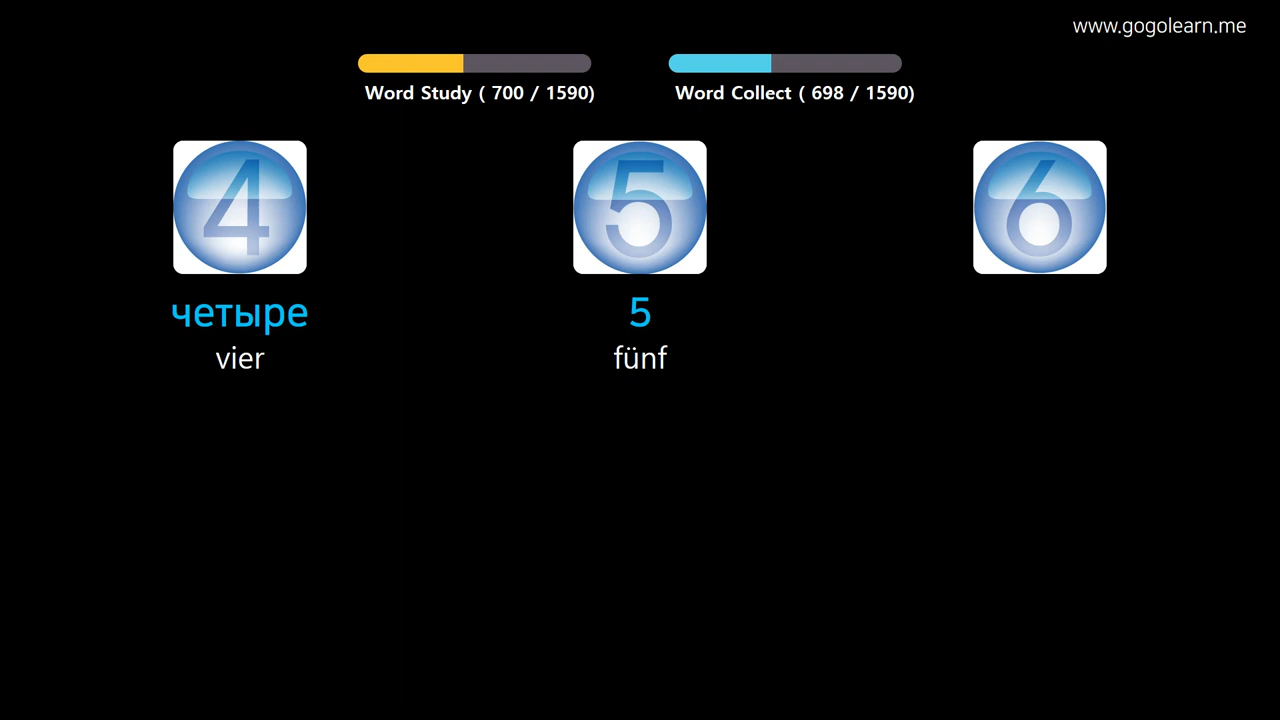 www.gogolearn.me
Word Study ( 700 / 1590)
Word Collect ( 698 / 1590)
4
5
6
четыре
5
vier
fünf